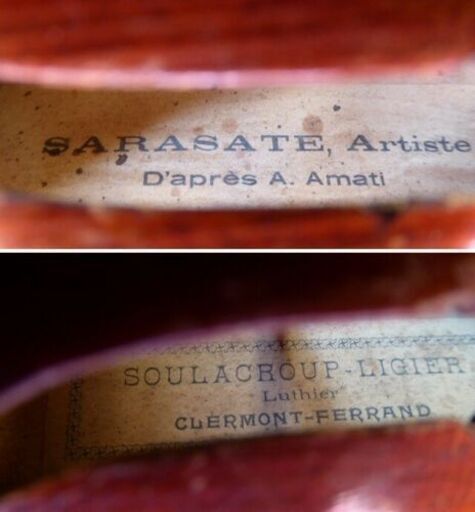 SARASATE, Artiste
D'après A. Amati
SOULACROUP-LIGIER
Luthier
CLERMONT-FERRAND